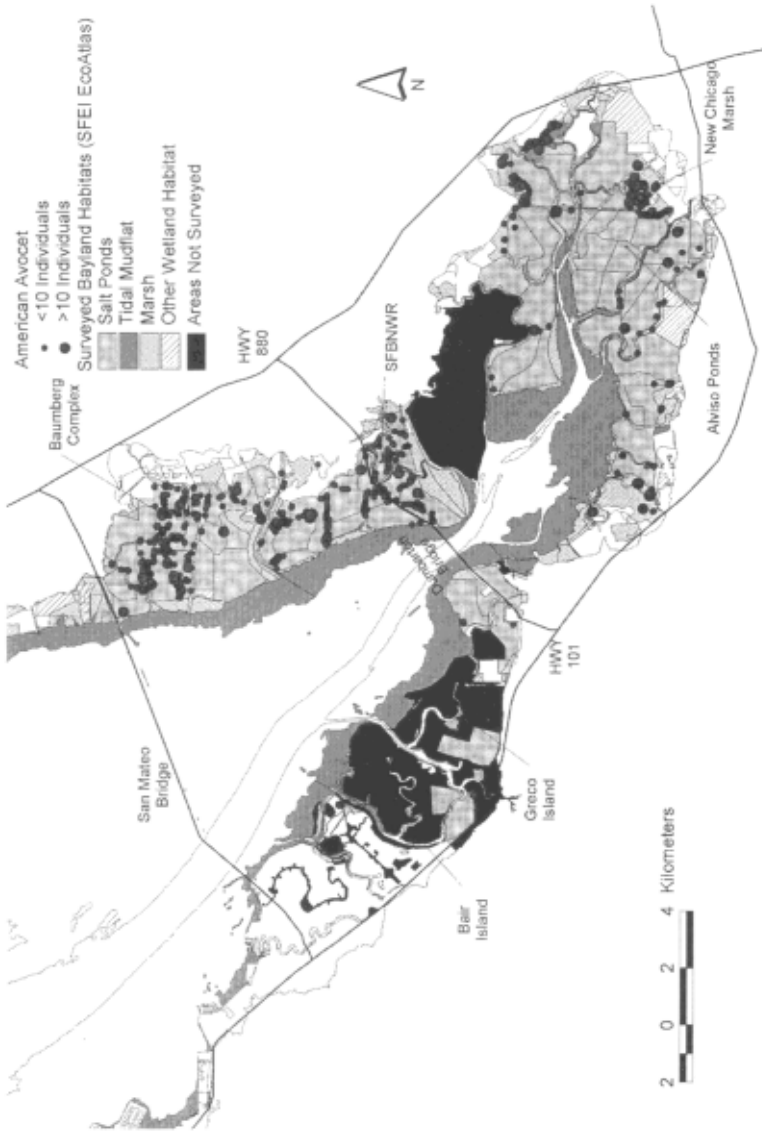 American Avocet
<10 Individuals
>10 Individuals
Surveyed Bayland Habitats (SFEI EcoAtlas)
Salt Ponds
Tidal Mudflat
Marsh
Other Wetland Habitat
Areas Not Surveyed
N
Baumberg
Complex
HWY
880
SFBNWR
San Mateo
Bridge
Dumbarton
Bridge
New Chicago
Marsh
Alviso Ponds
HWY
101
Greco
Island
Bair
Island
2 0 2 4 Kilometers